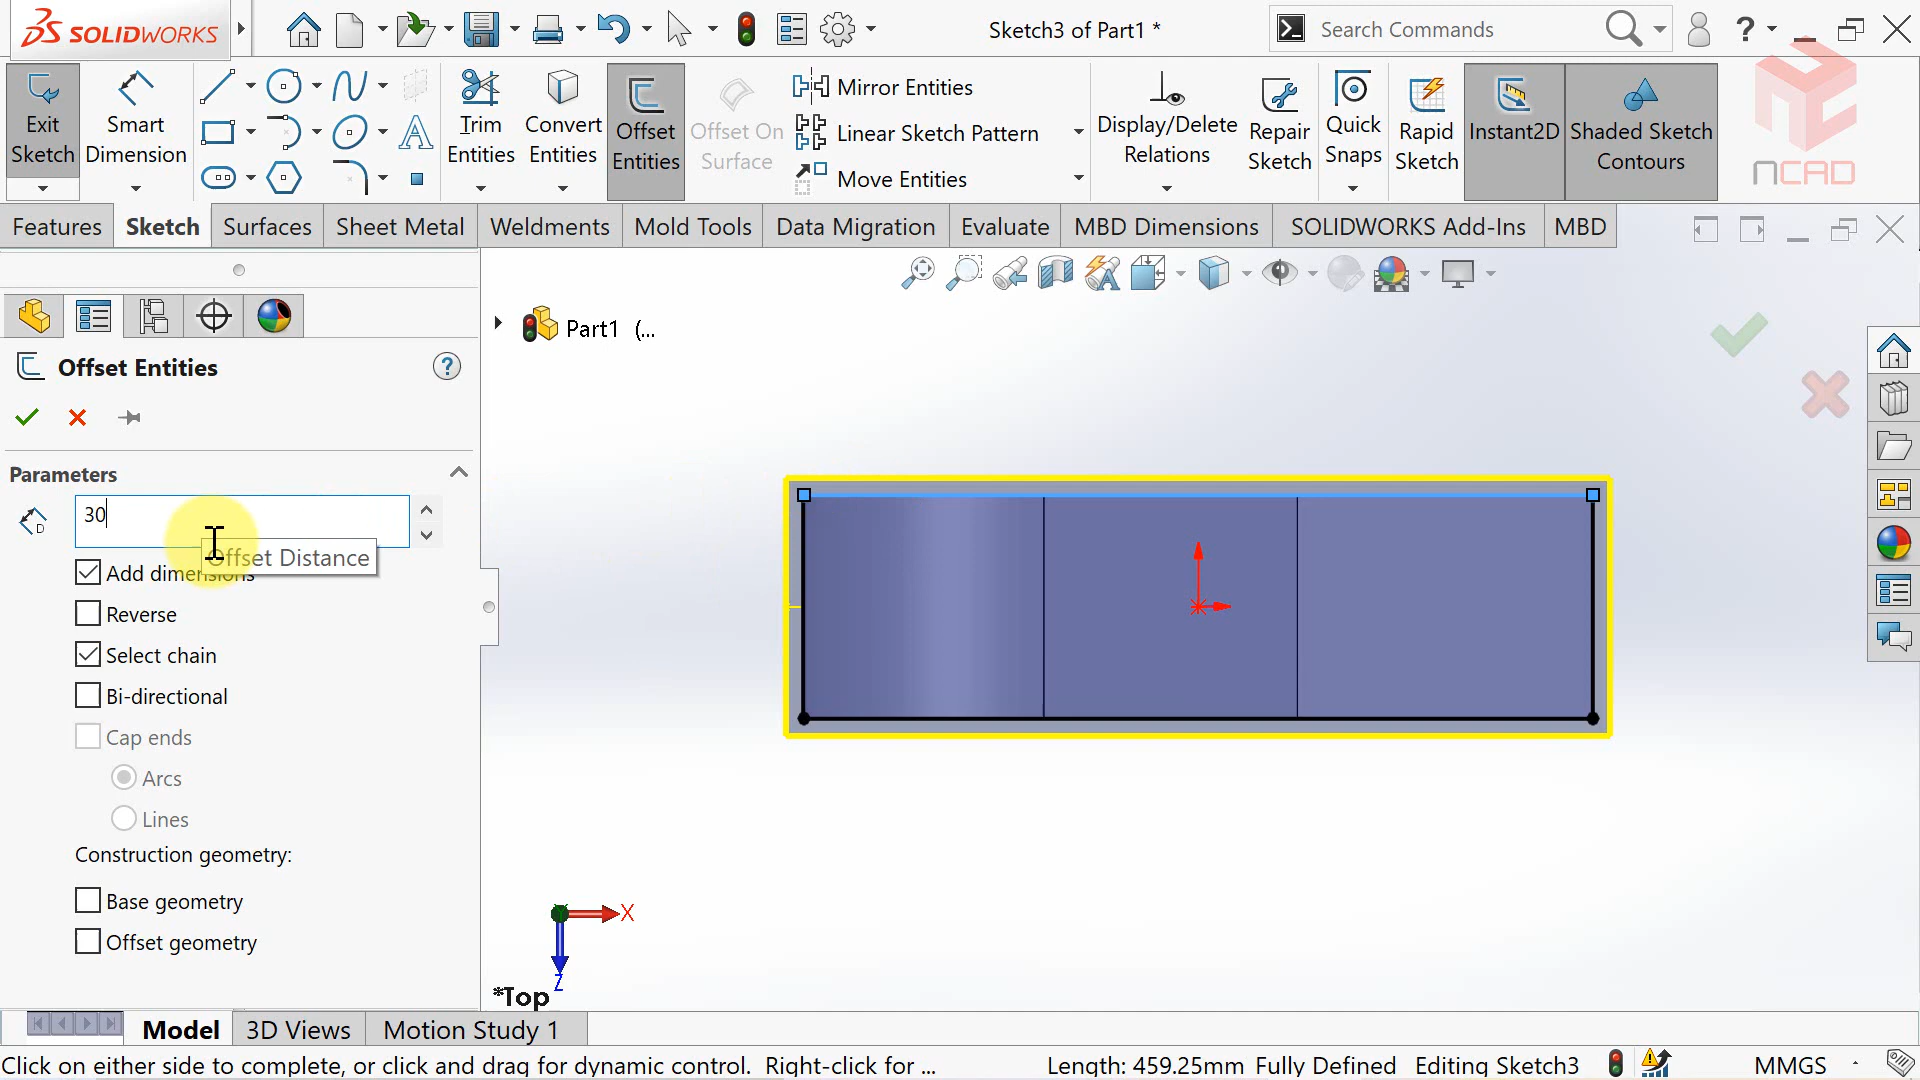 SOLIDWORKS
Sketch3 of Part1 *
Search Commands
?
Exit Sketch
Smart Dimension
A
Trim Entities
Convert Entities
Offset Entities
Offset On Surface
Mirror Entities
Linear Sketch Pattern
Move Entities
Display/Delete Relations
Repair Sketch
Quick Snaps
Rapid Sketch
Instant2D
Shaded Sketch Contours
NCAD
Features
Sketch
Surfaces
Sheet Metal
Weldments
Mold Tools
Data Migration
Evaluate
MBD Dimensions
SOLIDWORKS Add-Ins
MBD
Part1 (...
Offset Entities
?
Parameters
D
30
Offset Distance
Add dimensions
Reverse
Select chain
Bi-directional
Cap ends
Arcs
Lines
Construction geometry:
Base geometry
Offset geometry
X
Z
*Top
Model
3D Views
Motion Study 1
Click on either side to complete, or click and drag for dynamic control. Right-click for ...
Length: 459.25mm
Fully Defined
Editing Sketch3
MMGS